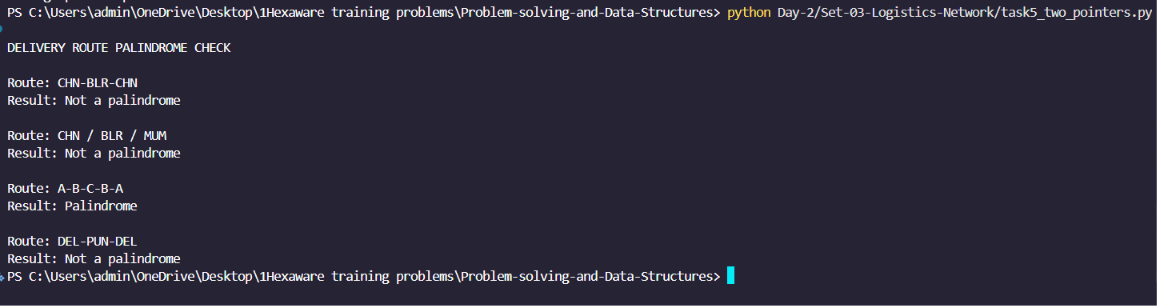 PS C:\Users\admin\OneDrive\Desktop\1Hexaware training problems\Problem-solving-and-Data-Structures> python Day-2/Set-03-Logistics-Network/task5_two_pointers.py
DELIVERY ROUTE PALINDROME CHECK
Route: CHN-BLR-CHN
Result: Not a palindrome
Route: CHN / BLR / MUM
Result: Not a palindrome
Route: A-B-C-B-A
Result: Palindrome
Route: DEL-PUN-DEL
Result: Not a palindrome
PS C:\Users\admin\OneDrive\Desktop\1Hexaware training problems\Problem-solving-and-Data-Structures>